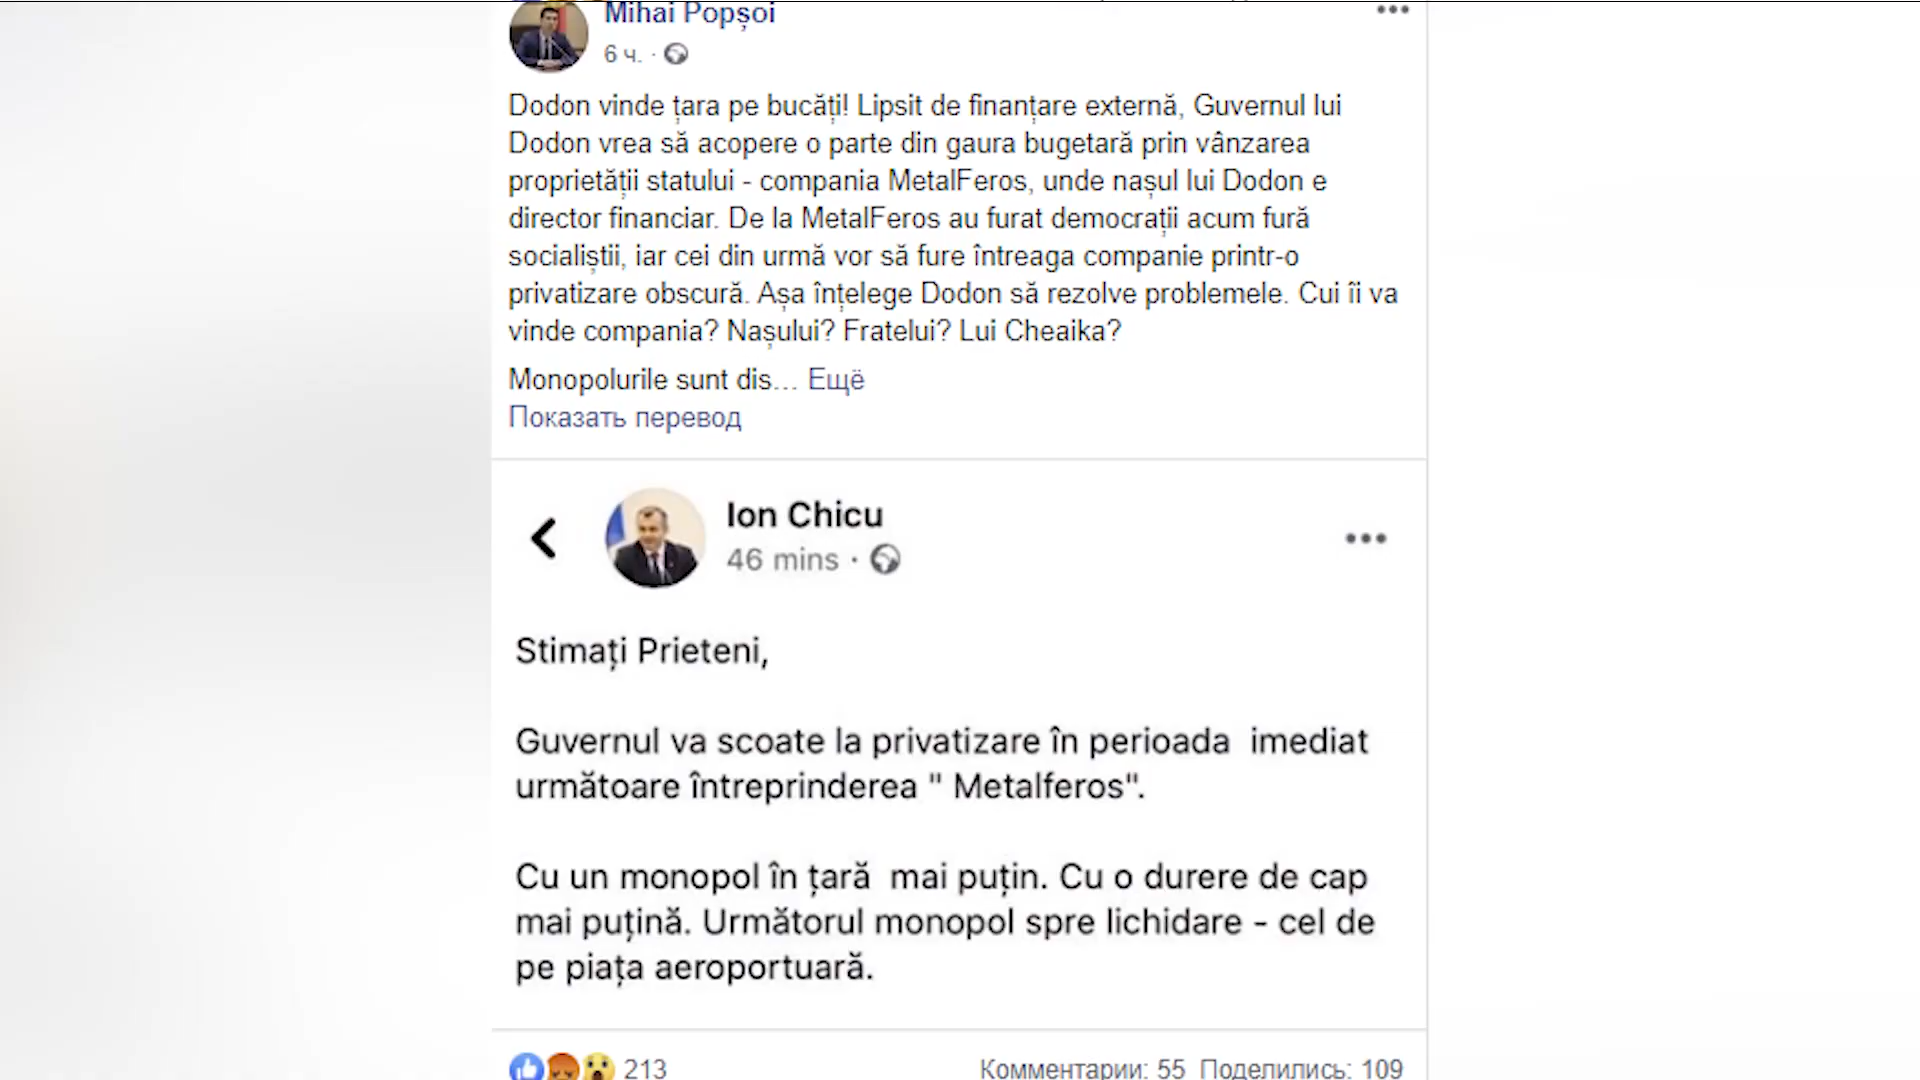 Mihai Popșoi
6 ч. ·
Dodon vinde țara pe bucăți! Lipsit de finanțare externă, Guvernul lui
Dodon vrea să acopere o parte din gaura bugetară prin vânzarea
proprietății statului - compania MetalFeros, unde nașul lui Dodon e
director financiar. De la MetalFeros au furat democrații acum fură
socialiștii, iar cei din urmă vor să fure întreaga companie printr-o
privatizare obscură. Așa înțelege Dodon să rezolve problemele. Cui îi va
vinde compania? Nașului? Fratelui? Lui Cheaika?
Monopolurile sunt dis... Ещё
Показать перевод
Ion Chicu
46 mins ·
Stimați Prieteni,
Guvernul va scoate la privatizare în perioada imediat
următoare întreprinderea " Metalferos".
Cu un monopol în țară mai puțin. Cu o durere de cap
mai puțină. Următorul monopol spre lichidare - cel de
pe piața aeroportuară.
213 Комментарии: 55 Поделились: 109